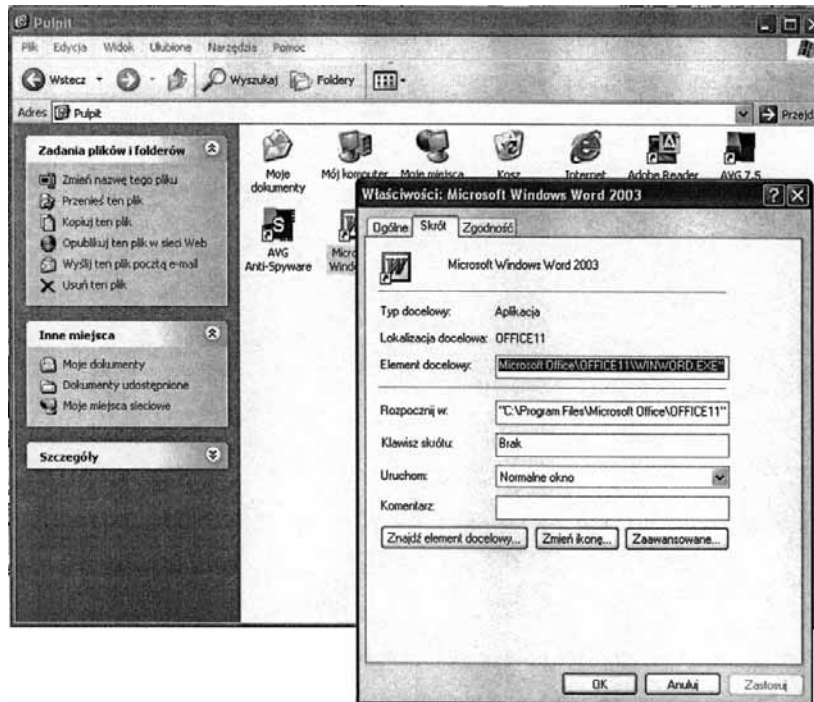 Pulpit
Plik Edycja Widok Ulubione Narzędzia Pomoc
Wstecz Wyszukaj Foldery
Adres Pulpit Przejd
Zadania plików i folderów
Zmień nazwę tego pliku
Przenieś ten plik
Kopiuj ten plik
Opublikuj ten plik w sieci Web
Wyślij ten plik pocztą e-mail
Usuń ten plik
Inne miejsca
Moje dokumenty
Dokumenty udostępnione
Moje miejsca sieciowe
Szczegóły
Moje dokumenty
Mój komputer
Moje miejsca
Kosz
Internet
Adobe Reader
AVG 7.5
AVG
Anti-Spyware
Micro
Wind
Właściwości: Microsoft Windows Word 2003
Ogólne Skrót Zgodność
Microsoft Windows Word 2003
Typ docelowy: Aplikacja
Lokalizacja docelowa: OFFICE11
Element docelowy: Microsoft Office\OFFICE11\WINWORD.EXE"
Rozpocznij w: "C:\Program Files\Microsoft Office\OFFICE11"
Klawisz skrótu: Brak
Uruchom: Normalne okno
Komentarz:
Znajdź element docelowy... Zmień ikonę... Zaawansowane...
OK Anuluj Zastosuj